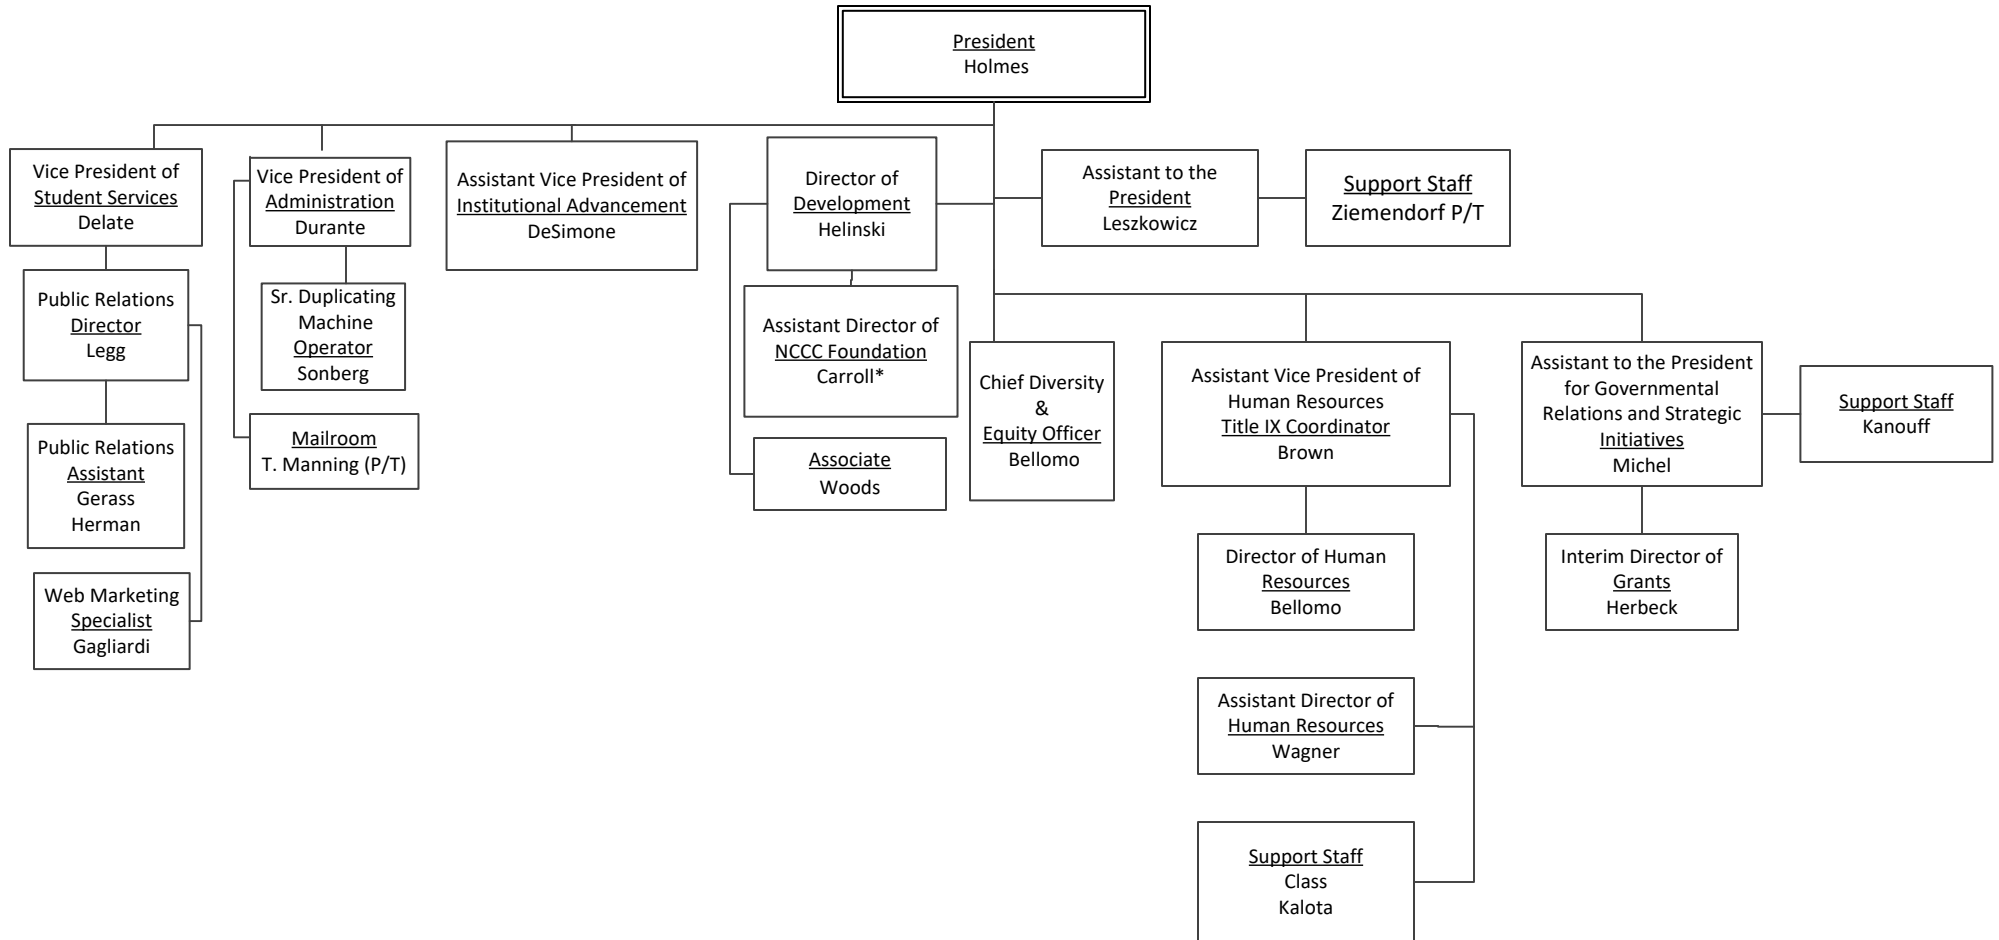 President
Holmes
Vice President of
Student Services
Delate
Vice President of
Administration
Durante
Assistant Vice President of
Institutional Advancement
DeSimone
Director of
Development
Helinski
Assistant to the
President
Leszkowicz
Support Staff
Ziemendorf P/T
Public Relations
Director
Legg
Sr. Duplicating
Machine
Operator
Sonberg
Assistant Director of
NCCC Foundation
Carroll*
Chief Diversity
&
Equity Officer
Bellomo
Assistant Vice President of
Human Resources
Title IX Coordinator
Brown
Assistant to the President
for Governmental
Relations and Strategic
Initiatives
Michel
Support Staff
Kanouff
Public Relations
Assistant
Gerass
Herman
Mailroom
T. Manning (P/T)
Associate
Woods
Director of Human
Resources
Bellomo
Interim Director of
Grants
Herbeck
Web Marketing
Specialist
Gagliardi
Assistant Director of
Human Resources
Wagner
Support Staff
Class
Kalota